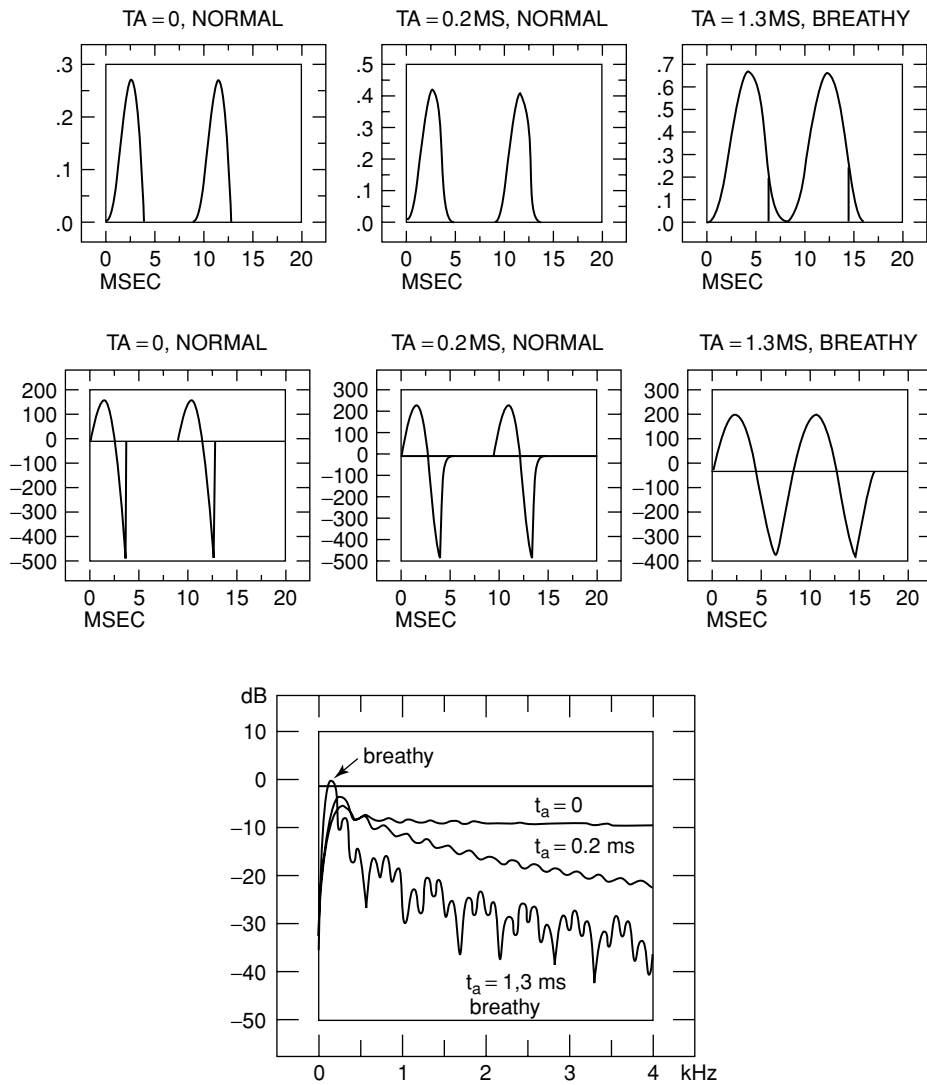 TA = 0, NORMAL TA = 0.2 MS, NORMAL TA = 1.3 MS, BREATHY
.3 .5 .7
.6
.4
.2 .5
.3 .4
.2 .3
.1 .2
.1 .1
.0 .0 .0
0 5 10 15 20 0 5 10 15 20 0 5 10 15 20
MSEC MSEC MSEC
TA = 0, NORMAL TA = 0.2 MS, NORMAL TA = 1.3 MS, BREATHY
200 300 300
100 200 200
0 100 100
−100 0 0
−200 −100 −100
−300 −200 −200
−400 −300 −300
−500 −400 −400
−500
0 5 10 15 20 0 5 10 15 20 0 5 10 15 20
MSEC MSEC MSEC
dB
10
breathy
0
ta = 0
−10
ta = 0.2 ms
−20
−30
−40
ta = 1,3 ms
breathy
−50
0 1 2 3 kHz 4